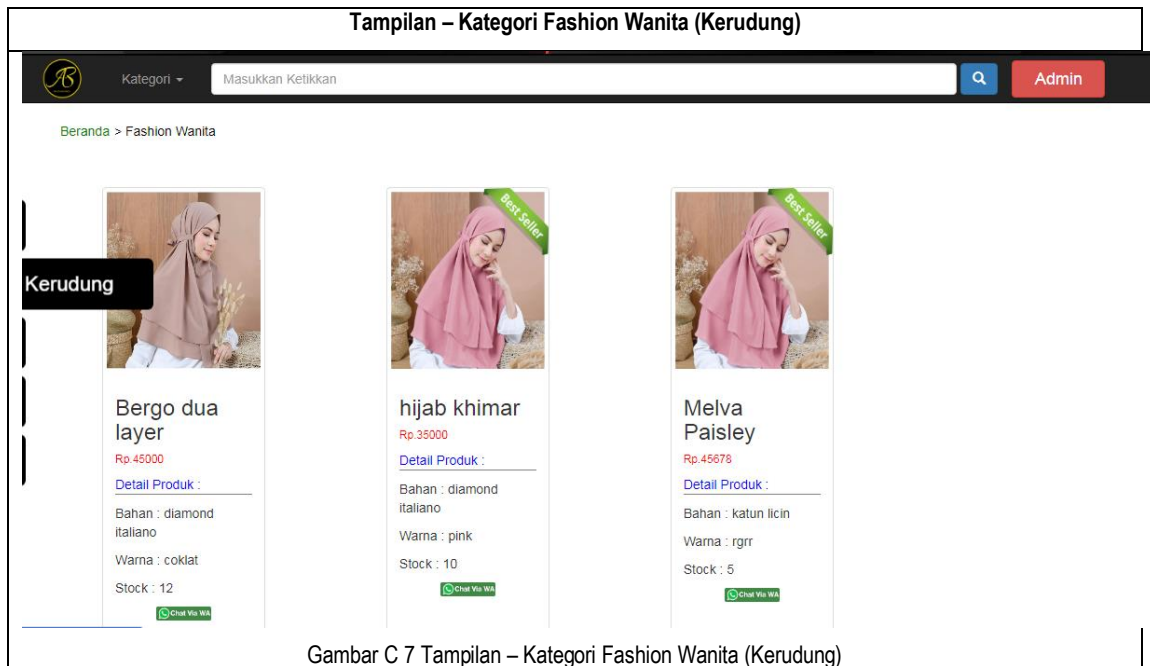 Tampilan – Kategori Fashion Wanita (Kerudung)
AB
Kategori
Masukkan Ketikkan
Admin
Beranda > Fashion Wanita
Kerudung
Bergo dua
layer
Rp.45000
Detail Produk :
Bahan : diamond
italiano
Warna : coklat
Stock : 12
Chat Via WA
Best Seller
hijab khimar
Rp.35000
Detail Produk :
Bahan : diamond
italiano
Warna : pink
Stock : 10
Chat Via WA
Best Seller
Melva
Paisley
Rp.45678
Detail Produk :
Bahan : katun licin
Warna : rgrr
Stock : 5
Chat Via WA
Gambar C 7 Tampilan – Kategori Fashion Wanita (Kerudung)